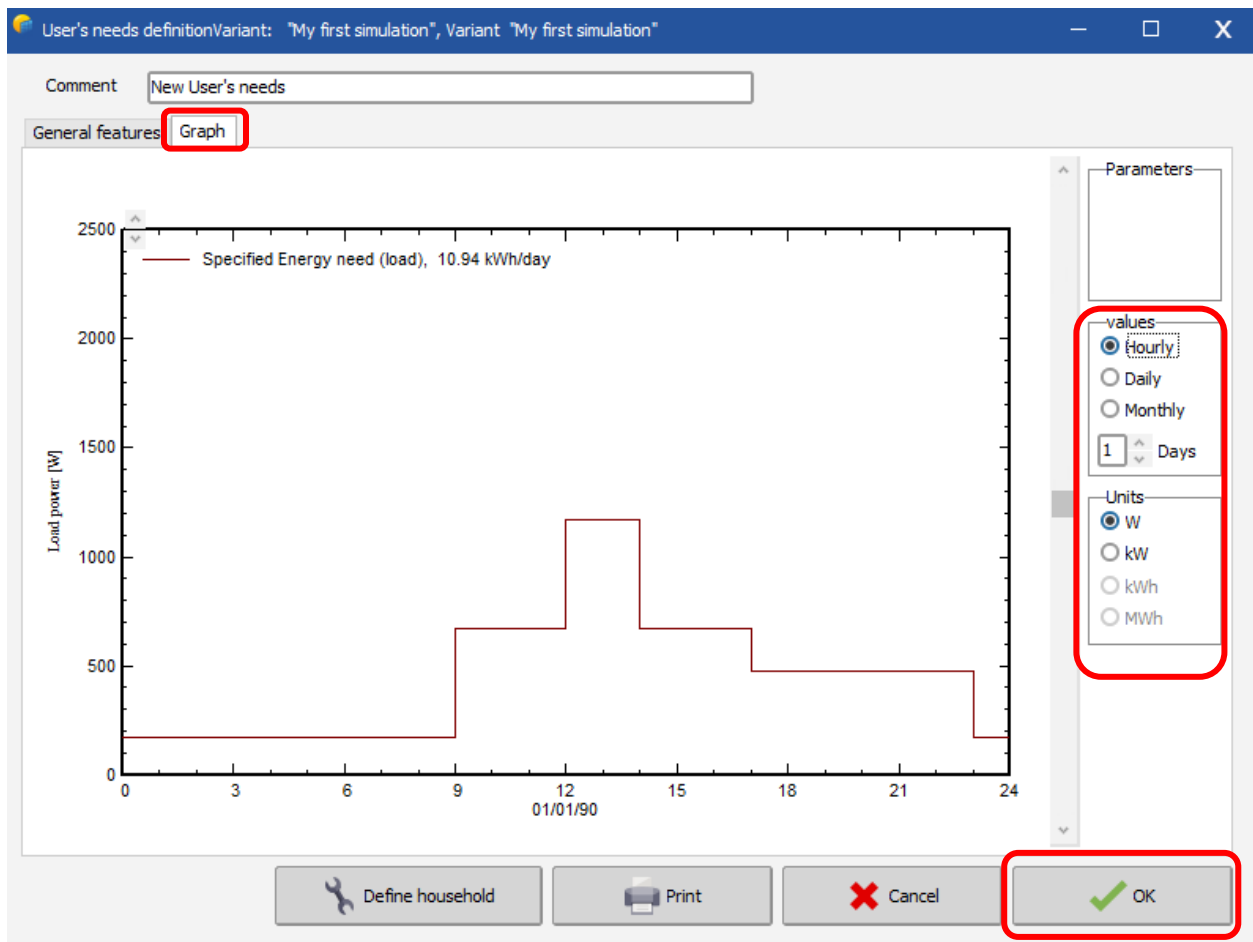 User's needs definitionVariant: "My first simulation", Variant "My first simulation"
Comment New User's needs
General features Graph
Parameters
2500
Specified Energy need (load), 10.94 kWh/day
2000
1500
1000
500
0
Load power [W]
0 3 6 9 12 15 18 21 24
01/01/90
values
Hourly
Daily
Monthly
1 Days
Units
W
kW
kWh
MWh
Define household Print Cancel OK